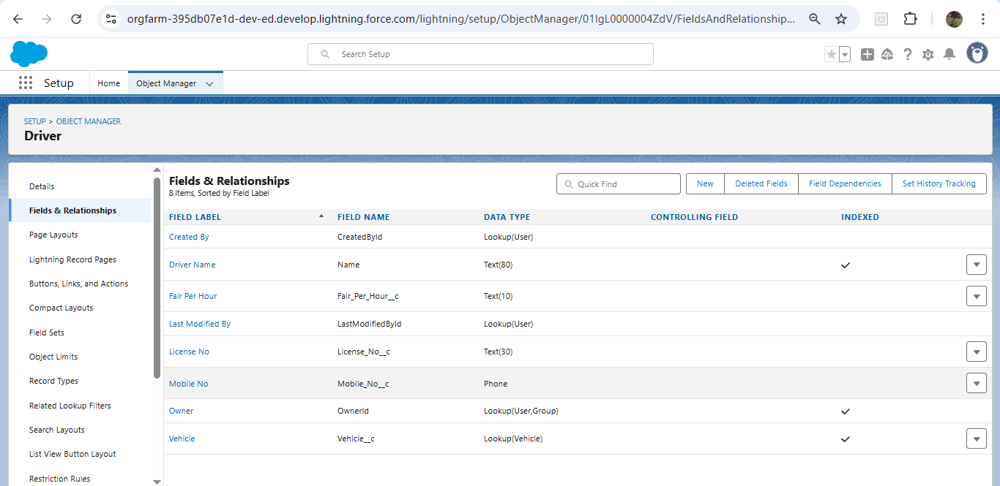 orgfarm-395db07e1d-dev-ed.develop.lightning.force.com/lightning/setup/ObjectManager/01IgL0000004ZdV/FieldsAndRelationship...
Search Setup
Setup
Home
Object Manager
SETUP > OBJECT MANAGER
Driver
Details
Fields & Relationships
Page Layouts
Lightning Record Pages
Buttons, Links, and Actions
Compact Layouts
Field Sets
Object Limits
Record Types
Related Lookup Filters
Search Layouts
List View Button Layout
Restriction Rules
Fields & Relationships
8 Items, Sorted by Field Label
Quick Find
New
Deleted Fields
Field Dependencies
Set History Tracking
FIELD LABEL FIELD NAME DATA TYPE CONTROLLING FIELD INDEXED
Created By CreatedById Lookup(User)
Driver Name Name Text(80)
Fair Per Hour Fair_Per_Hour__c Text(10)
Last Modified By LastModifiedById Lookup(User)
License No License_No__c Text(30)
Mobile No Mobile_No__c Phone
Owner OwnerId Lookup(User,Group)
Vehicle Vehicle__c Lookup(Vehicle)